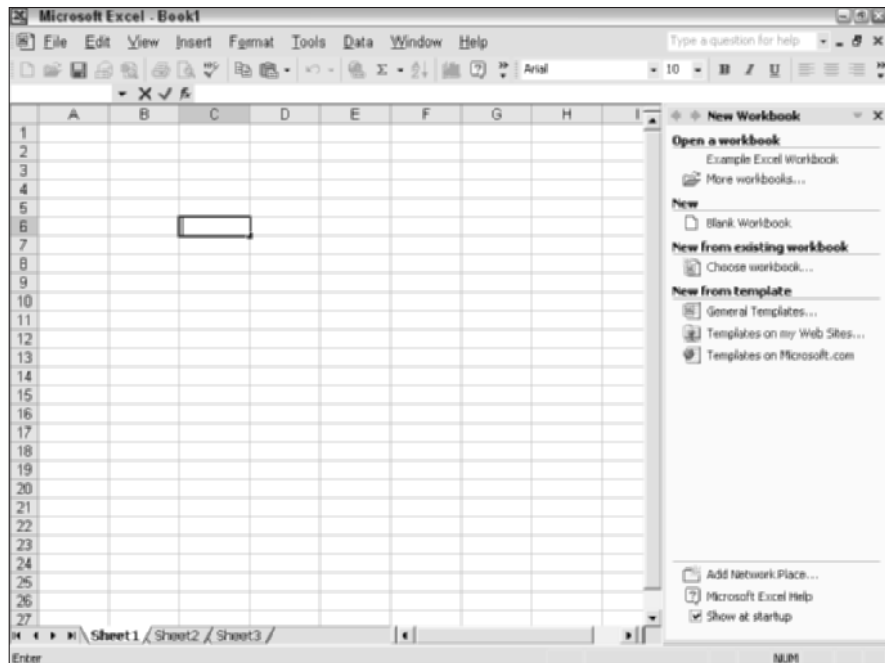 Microsoft Excel - Book1
File Edit View Insert Format Tools Data Window Help Type a question for help
Arial 10 B I U
fx
A B C D E F G H I
1
2
3
4
5
6
7
8
9
10
11
12
13
14
15
16
17
18
19
20
21
22
23
24
25
26
27
New Workbook
Open a workbook
Example Excel Workbook
More workbooks...
New
Blank Workbook
New from existing workbook
Choose workbook...
New from template
General Templates...
Templates on my Web Sites...
Templates on Microsoft.com
Add Network Place...
Microsoft Excel Help
Show at startup
Sheet1 Sheet2 Sheet3
Enter NUM